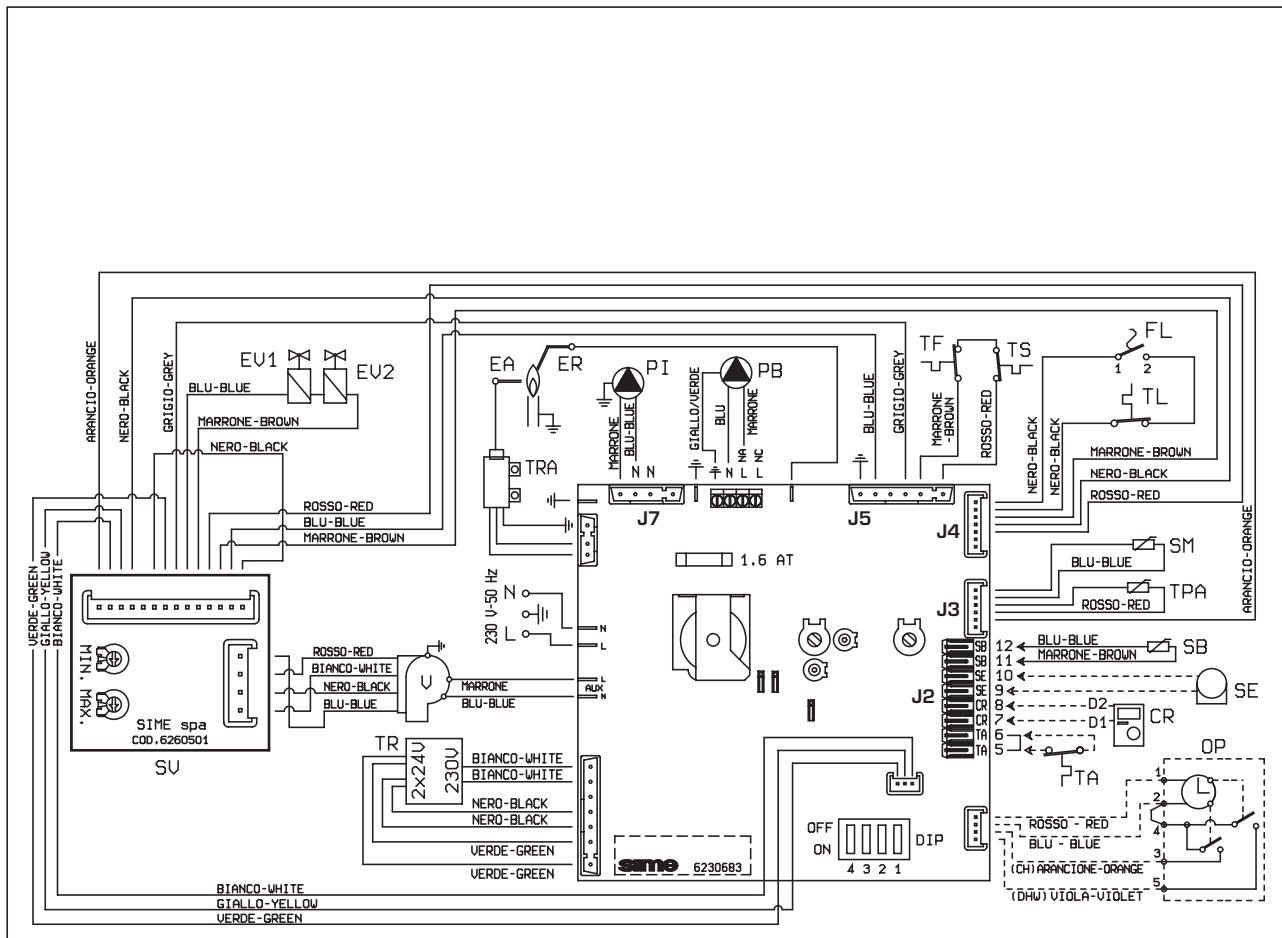 ARANCIO-ORANGE
NERO-BLACK
GRIGIO-GREY
EV1
EV2
BLU-BLUE
MARRONE-BROWN
NERO-BLACK
ROSSO-RED
BLU-BLUE
MARRONE-BROWN
VERDE-GREEN
GIALLO-YELLOW
BIANCO-WHITE
EA
ER
TRA
PI
MARRONE
BLU-BLUE
N N
PB
GIALLO/VERDE
BLU
MARRONE
NA
NC
N L L
BLU-BLUE
GRIGIO-GREY
TF
TS
MARRONE
-BROWN
ROSSO-RED
FL
1 2
TL
NERO-BLACK
NERO-BLACK
MARRONE-BROWN
NERO-BLACK
ROSSO-RED
ARANCIO-ORANGE
J7
J5
J4
1.6 AT
SM
BLU-BLUE
TPA
ROSSO-RED
J3
230 V-50 Hz
N
L
N
L
L
AUX
N
MIN.
MAX.
SIME spa
COD.6260501
SV
ROSSO-RED
BIANCO-WHITE
NERO-BLACK
BLU-BLUE
V
MARRONE
BLU-BLUE
J2
SB 12
BLU-BLUE
SB 11
MARRONE-BROWN
SB
SE 10
SE 9
SE
CR 8
D2
CR 7
D1
CR
TA 6
TA 5
TA
TR
2x24V
230V
BIANCO-WHITE
BIANCO-WHITE
NERO-BLACK
NERO-BLACK
VERDE-GREEN
VERDE-GREEN
OFF
ON
4 3 2 1
DIP
sime 6230683
OP
1
2
4
3
5
ROSSO - RED
BLU - BLUE
(CH)ARANCIONE-ORANGE
(DHW)VIOLA-VIOLET
BIANCO-WHITE
GIALLO-YELLOW
VERDE-GREEN